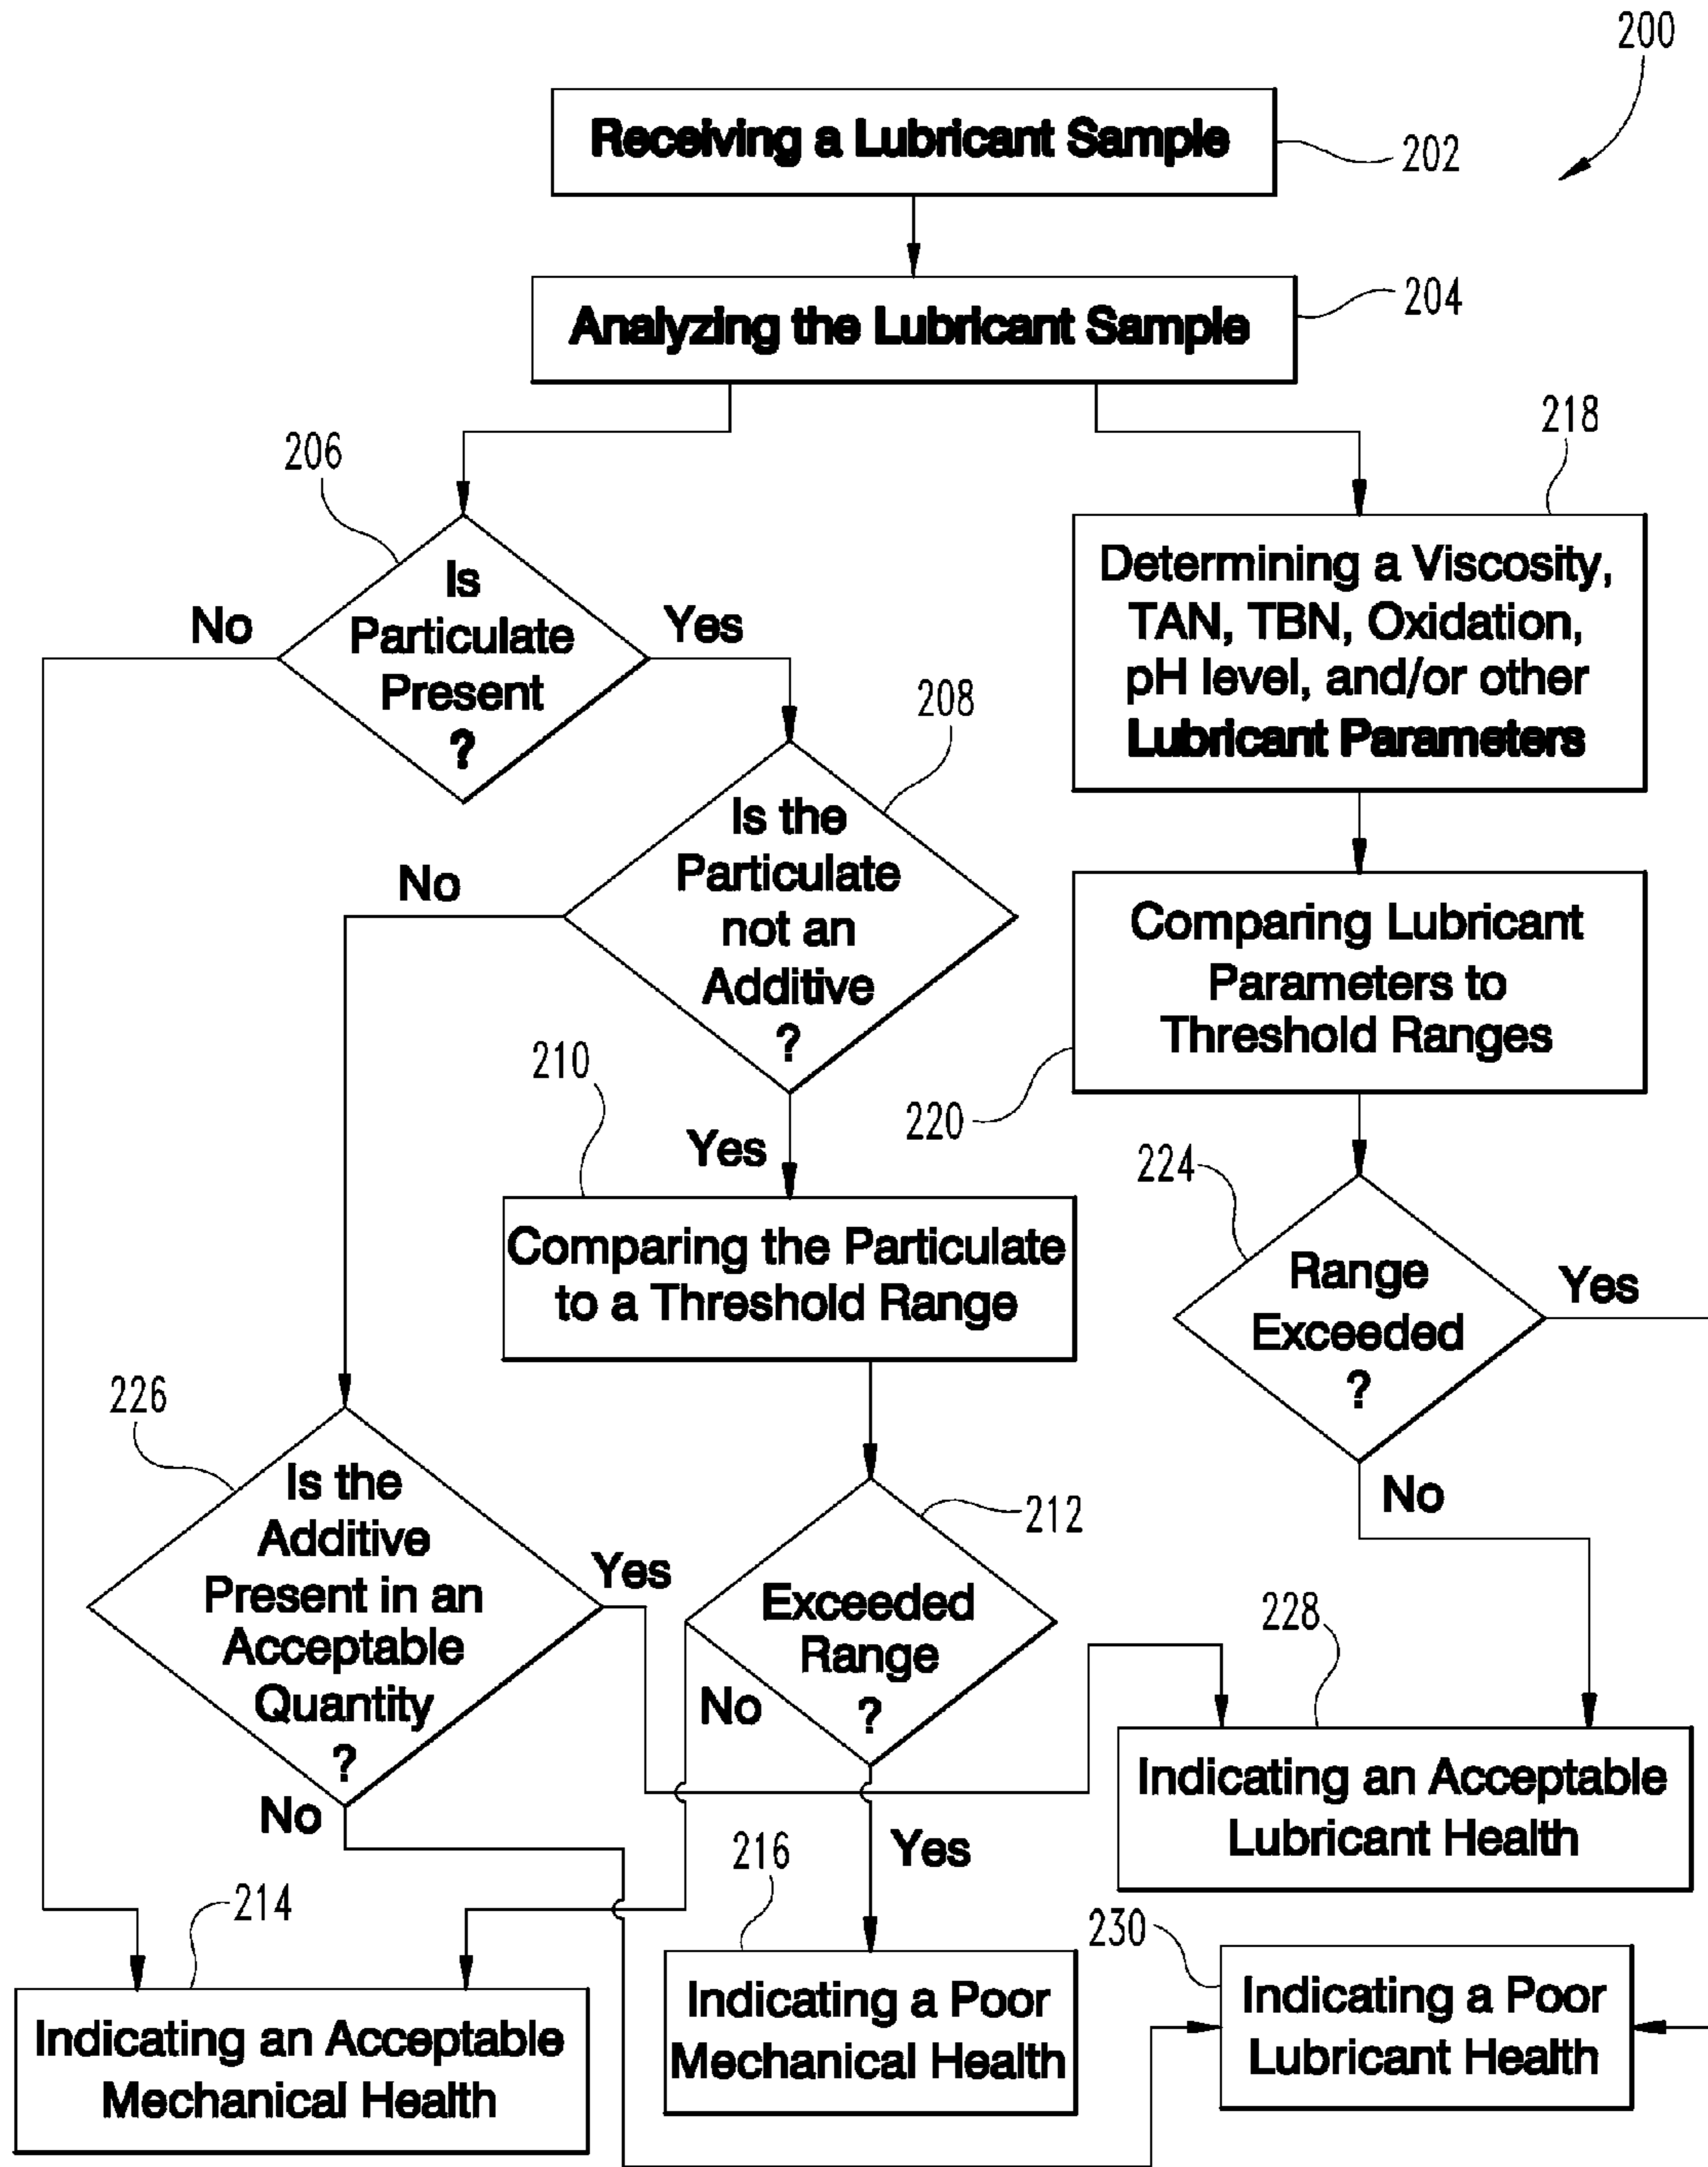 200
Receiving a Lubricant Sample
202
Analyzing the Lubricant Sample
204
206
218
Is
Particulate
Present
?
No
Yes
Determining a Viscosity,
TAN, TBN, Oxidation,
pH level, and/or other
Lubricant Parameters
208
Is the
Particulate
not an
Additive
?
No
Yes
Comparing Lubricant
Parameters to
Threshold Ranges
220
210
Comparing the Particulate
to a Threshold Range
224
Range
Exceeded
?
Yes
No
226
Is the
Additive
Present in an
Acceptable
Quantity
?
Yes
No
212
Exceeded
Range
?
No
Yes
228
Indicating an Acceptable
Lubricant Health
214
Indicating an Acceptable
Mechanical Health
216
Indicating a Poor
Mechanical Health
230
Indicating a Poor
Lubricant Health